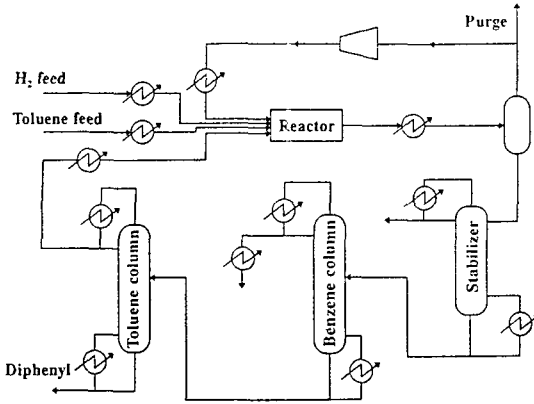 Purge
H₂ feed
Toluene feed
Reactor
Toluene column
Benzene column
Stabilizer
Diphenyl